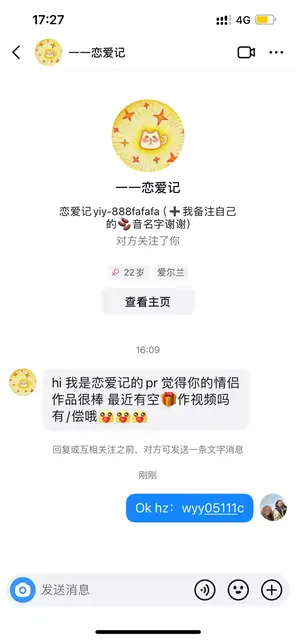 17:27
4G
一一恋爱记
一一恋爱记
恋爱记yiy-888fafafa（➕我备注自己
的🫘音名字谢谢）
对方关注了你
22岁
爱尔兰
查看主页
16:09
hi 我是恋爱记的pr 觉得你的情侣
作品很棒 最近有空🎁作视频吗
有/偿哦
回复或互相关注之前，对方可发送一条文字消息
刚刚
Ok hz：wyy05111c
发送消息